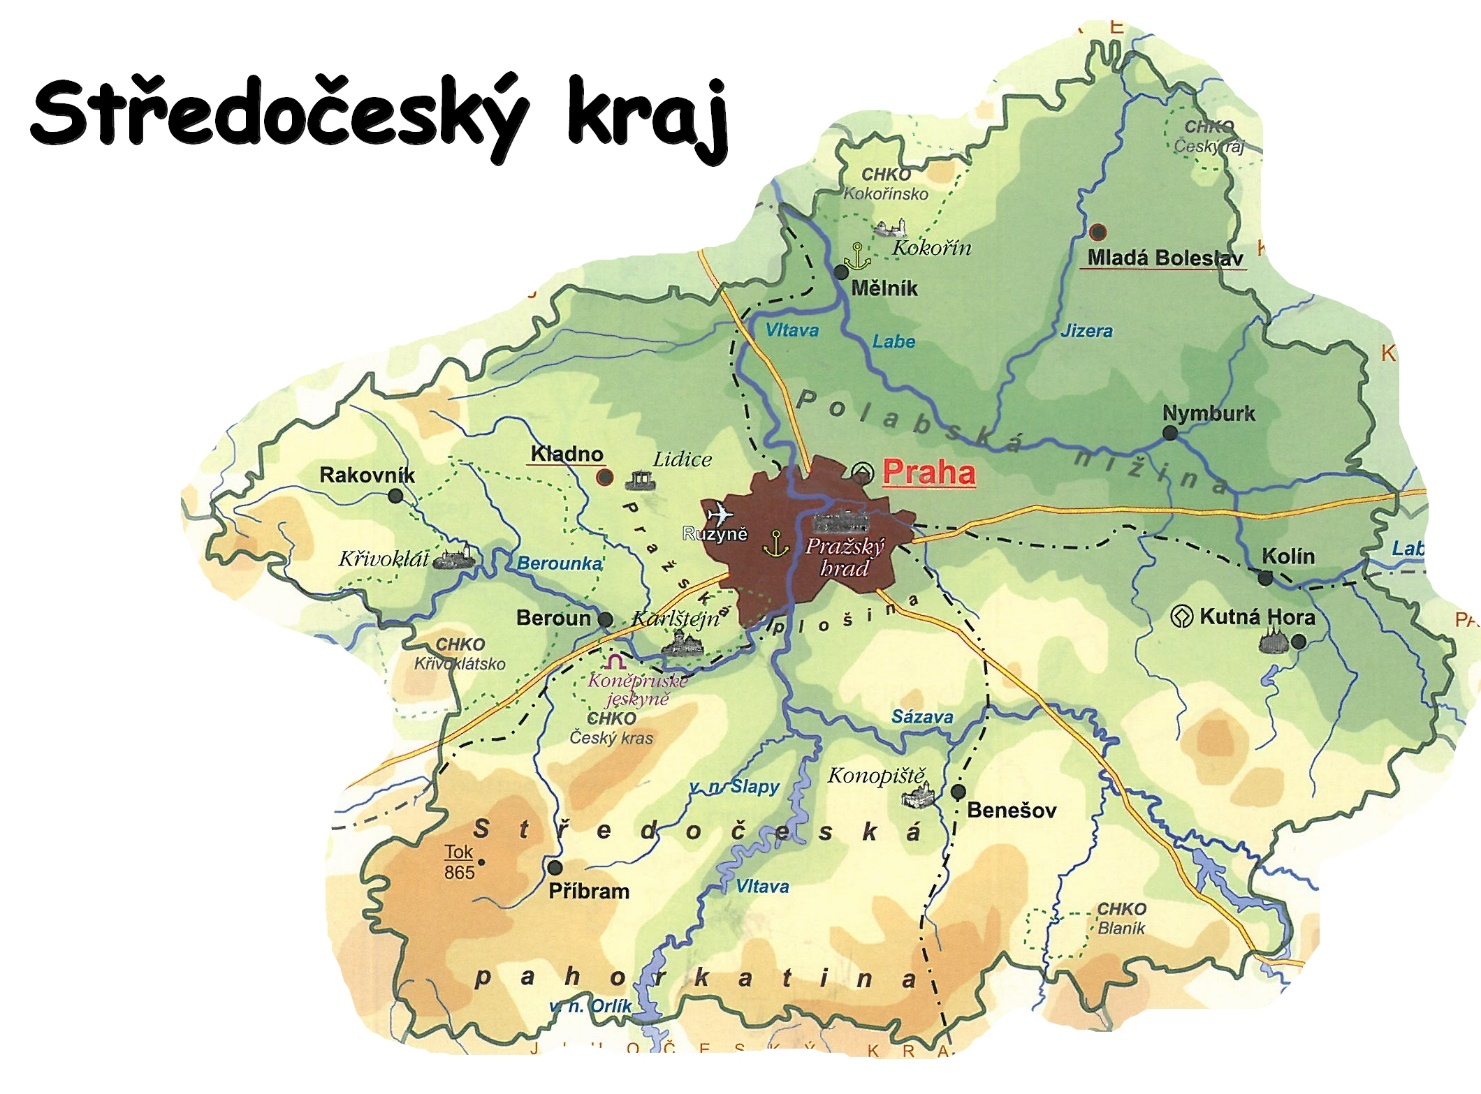 Středočeský kraj
E
CHKO
Český ráj
CHKO
Kokořínsko
Kokořín
Mladá Boleslav
Mělník
Vltava
Labe
Jizera
K
Polabská nížina
Nymburk
Kladno
Lidice
Praha
Rakovník
Ruzyně
Pražský
hrad
Pražská plošina
Křivoklát
Berounka
Kolín
Beroun
Karlštejn
Kutná Hora
CHKO
Křivoklátsko
Koněpruské
jeskyně
CHKO
Český kras
Sázava
v. n. Slapy
Konopiště
Benešov
Středočeská
Tok
865
Příbram
Vltava
CHKO
Blaník
pahorkatina
v. n. Orlík